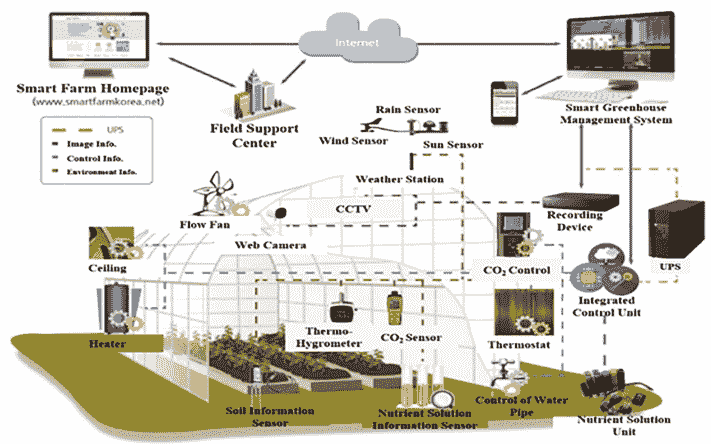 Internet
Smart Farm Homepage
(www.smartfarmkorea.net)
Field Support
Center
Smart Greenhouse
Management System
UPS
Image Info.
Control Info.
Environment Info.
Rain Sensor
Wind Sensor
Sun Sensor
Weather Station
Flow Fan
CCTV
Web Camera
Recording
Device
UPS
Ceiling
CO₂ Control
Integrated
Control Unit
Heater
Thermo-
Hygrometer
CO₂ Sensor
Thermostat
Soil Information
Sensor
Nutrient Solution
Information Sensor
Control of Water
Pipe
Nutrient Solution
Unit